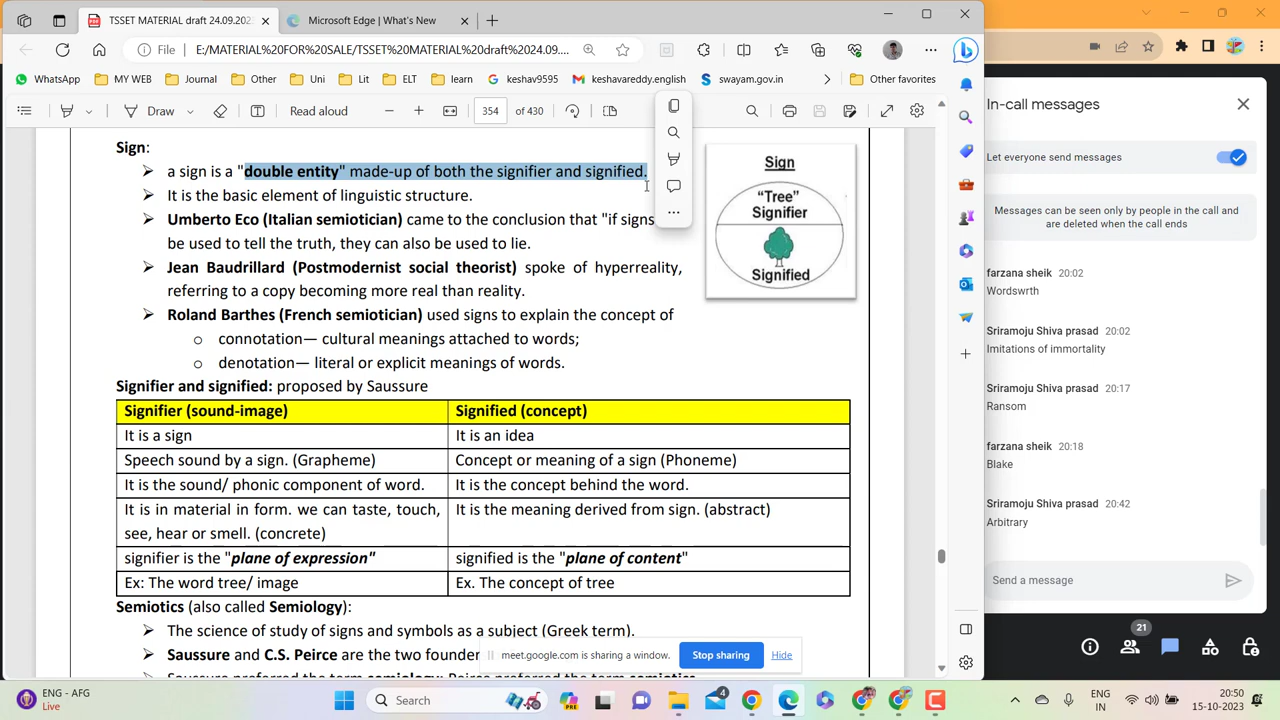 TSSET MATERIAL draft 24.09.202
Microsoft Edge | What's New
File
E:/MATERIAL%20FOR%20SALE/TSSET%20MATERIAL%20draft%2024.09....
WhatsApp
MY WEB
Journal
Other
Uni
Lit
ELT
learn
keshav9595
keshavareddy.english
swayam.gov.in
Other favorites
Draw
Read aloud
354
of 430
Sign:
a sign is a "double entity" made-up of both the signifier and signified.
It is the basic element of linguistic structure.
Umberto Eco (Italian semiotician) came to the conclusion that "if signs
be used to tell the truth, they can also be used to lie.
Jean Baudrillard (Postmodernist social theorist) spoke of hyperreality,
referring to a copy becoming more real than reality.
Roland Barthes (French semiotician) used signs to explain the concept of
o connotation— cultural meanings attached to words;
o denotation— literal or explicit meanings of words.
Sign
“Tree”
Signifier
Signified
Signifier and signified: proposed by Saussure
Signifier (sound-image) Signified (concept)
It is a sign It is an idea
Speech sound by a sign. (Grapheme) Concept or meaning of a sign (Phoneme)
It is the sound/ phonic component of word. It is the concept behind the word.
It is in material in form. we can taste, touch, It is the meaning derived from sign. (abstract)
see, hear or smell. (concrete)
signifier is the "plane of expression" signified is the "plane of content"
Ex: The word tree/ image Ex. The concept of tree
Semiotics (also called Semiology):
The science of study of signs and symbols as a subject (Greek term).
Saussure and C.S. Peirce are the two founder
meet.google.com is sharing a window.
Stop sharing
Hide
In-call messages
Let everyone send messages
Messages can be seen only by people in the call and
are deleted when the call ends
farzana sheik 20:02
Wordswrth
Sriramoju Shiva prasad 20:02
Imitations of immortality
Sriramoju Shiva prasad 20:17
Ransom
farzana sheik 20:18
Blake
Sriramoju Shiva prasad 20:42
Arbitrary
Send a message
21
ENG - AFG
Live
Search
PRE
4
ENG
IN
20:50
15-10-2023